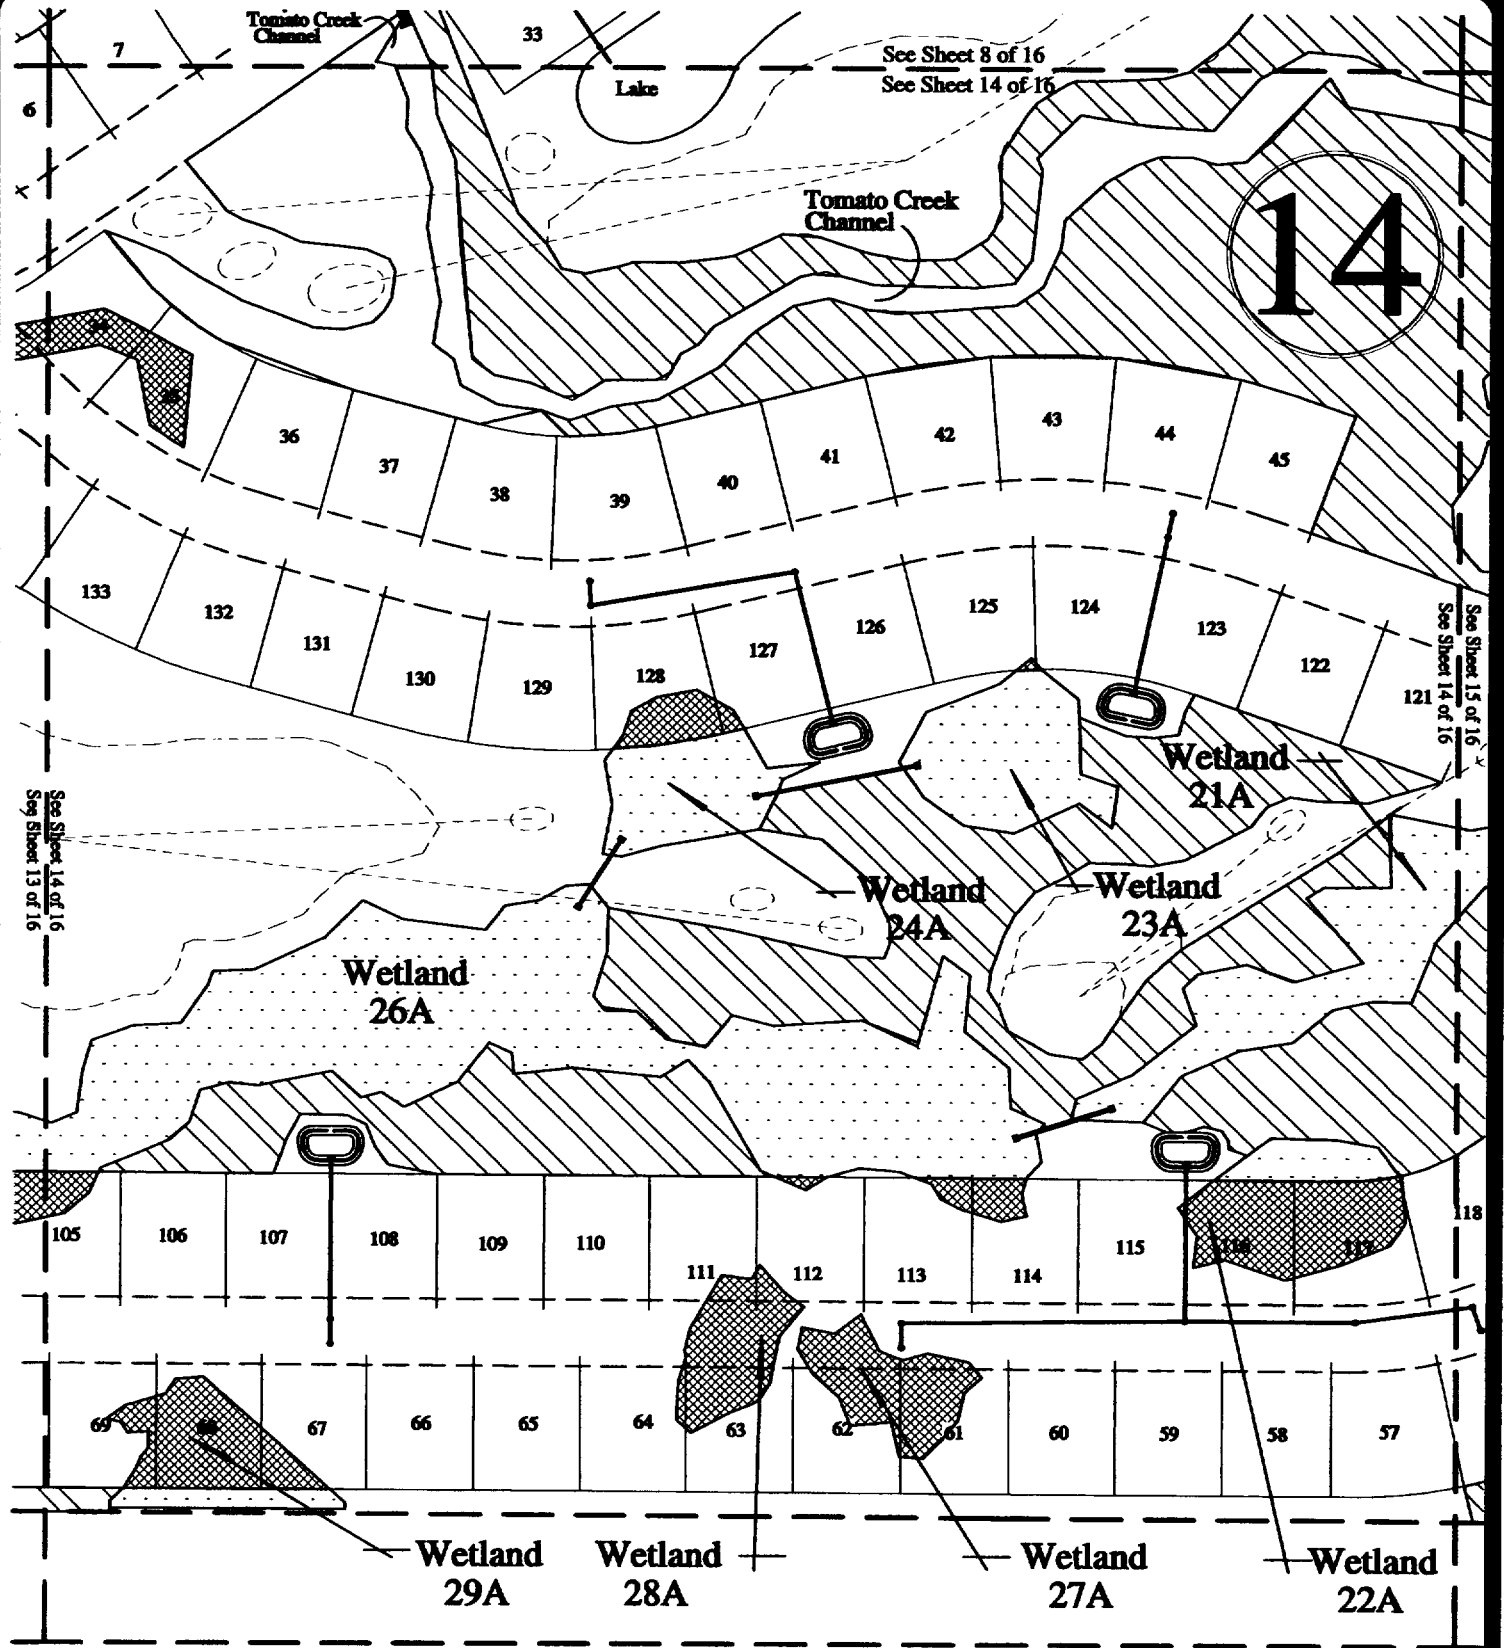 Tomato Creek
Channel
7
33
See Sheet 8 of 16
See Sheet 14 of 16
Lake
6
Tomato Creek
Channel
14
34
35
36
37
38
39
40
41
42
43
44
45
133
132
131
130
129
128
127
126
125
124
123
122
121
See Sheet 15 of 16
See Sheet 14 of 16
Wetland
21A
See Sheet 14 of 16
See Sheet 13 of 16
Wetland
24A
Wetland
23A
Wetland
26A
105
106
107
108
109
110
111
112
113
114
115
116
117
118
69
68
67
66
65
64
63
62
61
60
59
58
57
Wetland
29A
Wetland
28A
Wetland
27A
Wetland
22A